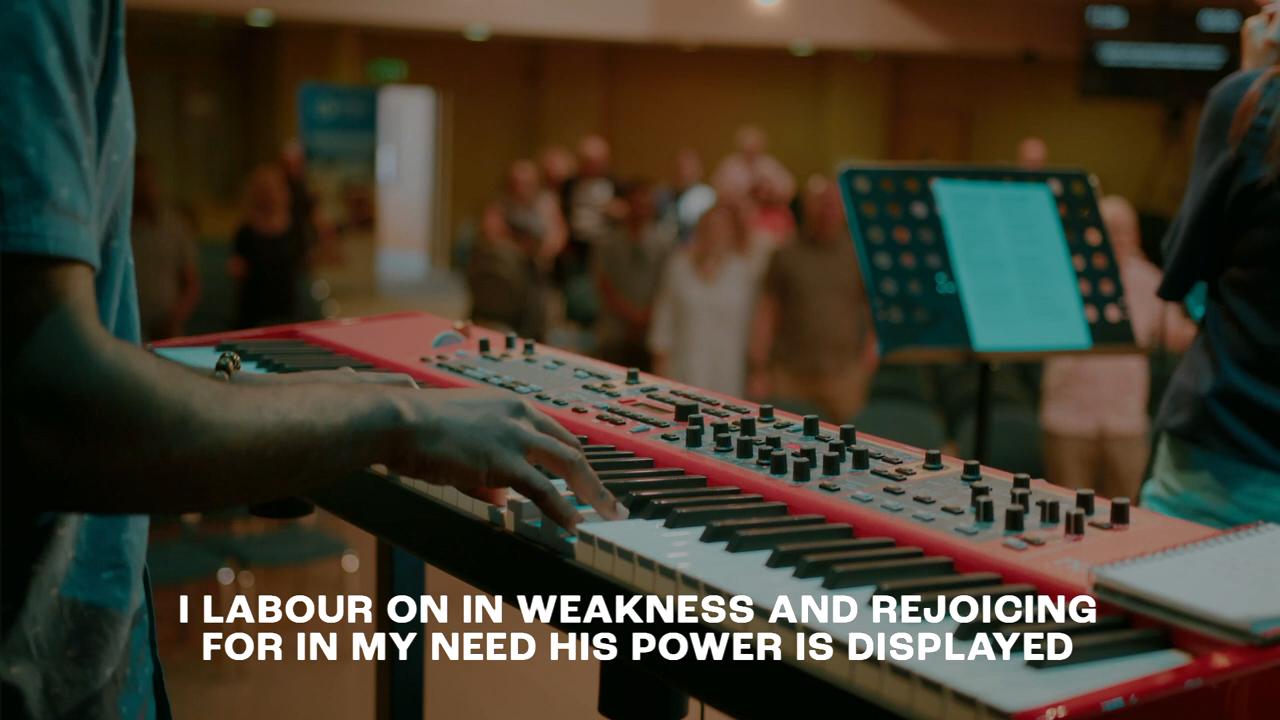 I LABOUR ON IN WEAKNESS AND REJOICING
FOR IN MY NEED HIS POWER IS DISPLAYED